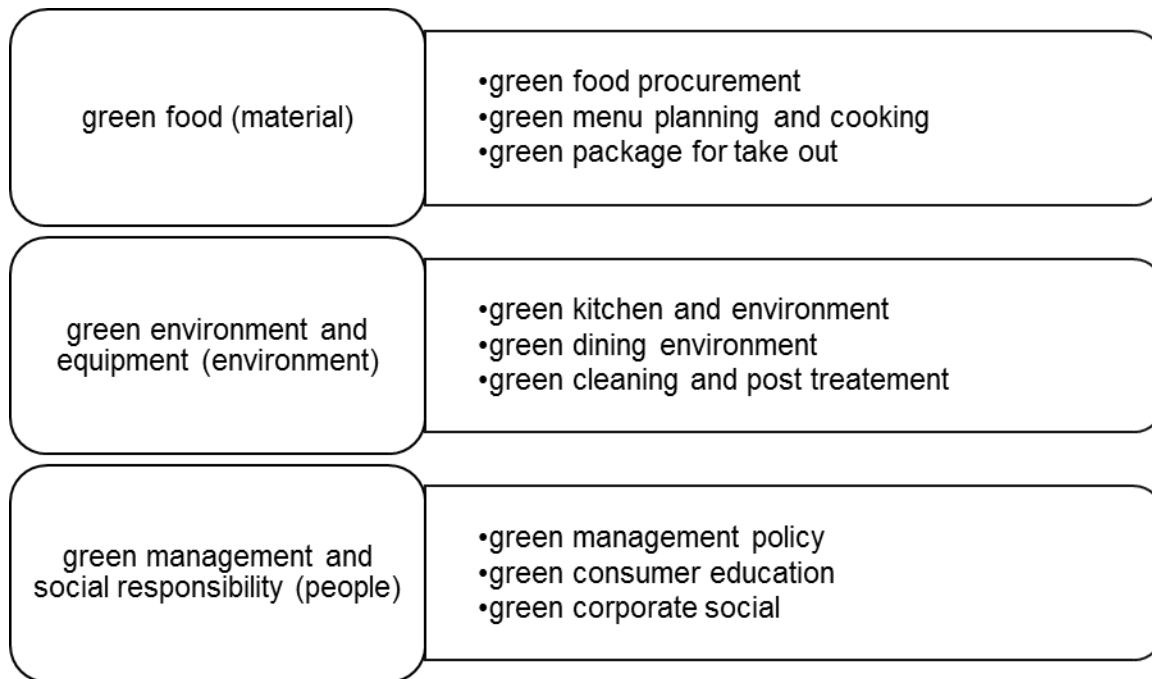 green food (material)
•green food procurement
•green menu planning and cooking
•green package for take out
green environment and
equipment (environment)
•green kitchen and environment
•green dining environment
•green cleaning and post treatement
green management and
social responsibility (people)
•green management policy
•green consumer education
•green corporate social